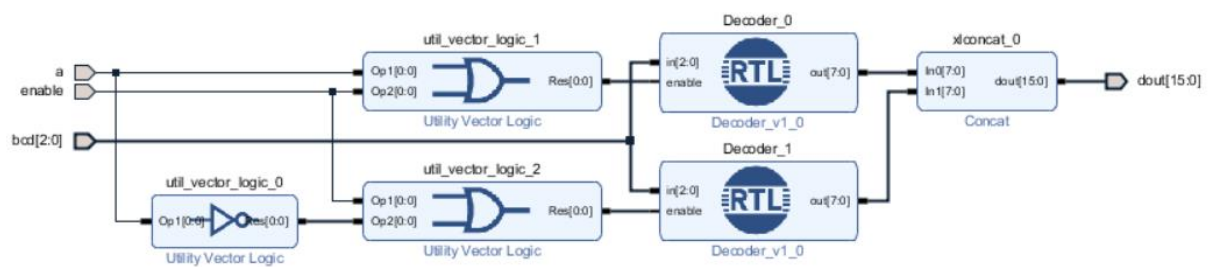 a
enable
bcd[2:0]
util_vector_logic_1
Op1[0:0]
Op2[0:0]
Res[0:0]
Utility Vector Logic
util_vector_logic_0
Op1[0:0]
Res[0:0]
Utility Vector Logic
util_vector_logic_2
Op1[0:0]
Op2[0:0]
Res[0:0]
Utility Vector Logic
Decoder_0
in[2:0]
enable
RTL
out[7:0]
Decoder_v1_0
Decoder_1
in[2:0]
enable
RTL
out[7:0]
Decoder_v1_0
xlconcat_0
In0[7:0]
In1[7:0]
dout[15:0]
Concat
dout[15:0]